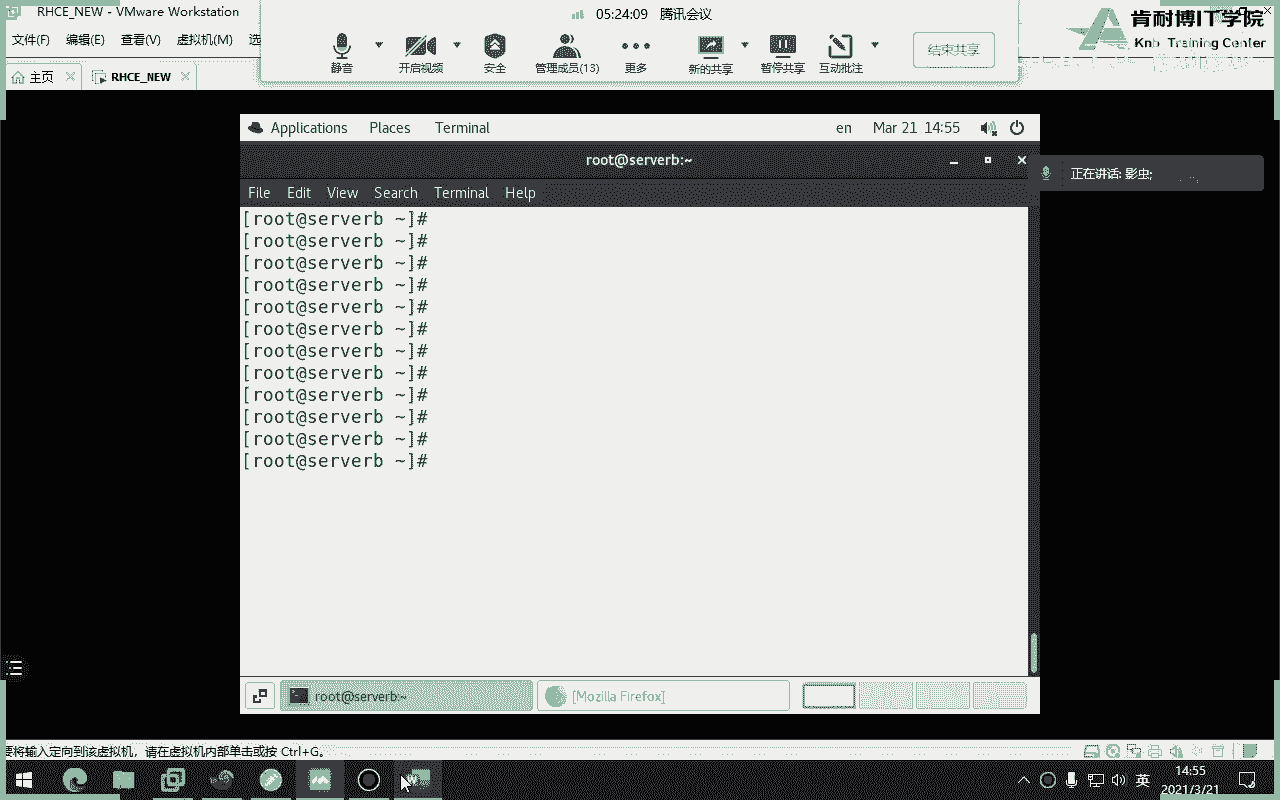 RHCE_NEW - VMware Workstation
05:24:09 腾讯会议
肯耐博IT学院
Knb Training Center
文件(F) 编辑(E) 查看(V) 虚拟机(M) 选
静音 开启视频 安全 管理成员(13) 更多 新的共享 暂停共享 互动批注 结束共享
主页 RHCE_NEW
Applications Places Terminal en Mar 21 14:55
root@serverb:~
正在讲话: 影虫;
File Edit View Search Terminal Help
[root@serverb ~]#
[root@serverb ~]#
[root@serverb ~]#
[root@serverb ~]#
[root@serverb ~]#
[root@serverb ~]#
[root@serverb ~]#
[root@serverb ~]#
[root@serverb ~]#
[root@serverb ~]#
[root@serverb ~]#
[root@serverb ~]#
root@serverb:~ [Mozilla Firefox]
要将输入定向到该虚拟机，请在虚拟机内部单击或按 Ctrl+G。
英 14:55
2021/3/21